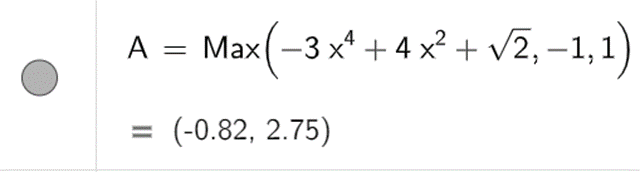 A = Max(−3 x⁴ + 4 x² + √2, −1, 1)
= (-0.82, 2.75)